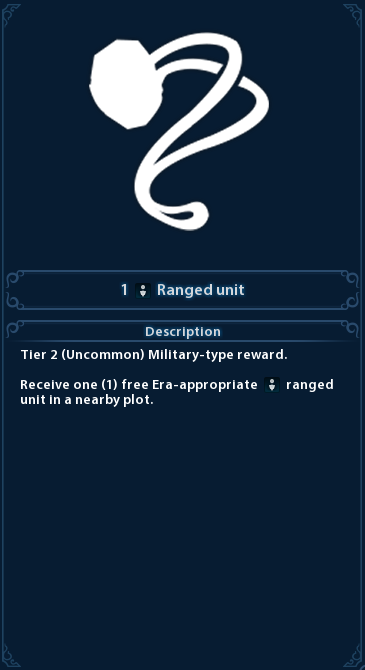 1 Ranged unit
Description
Tier 2 (Uncommon) Military-type reward.
Receive one (1) free Era-appropriate ranged
unit in a nearby plot.